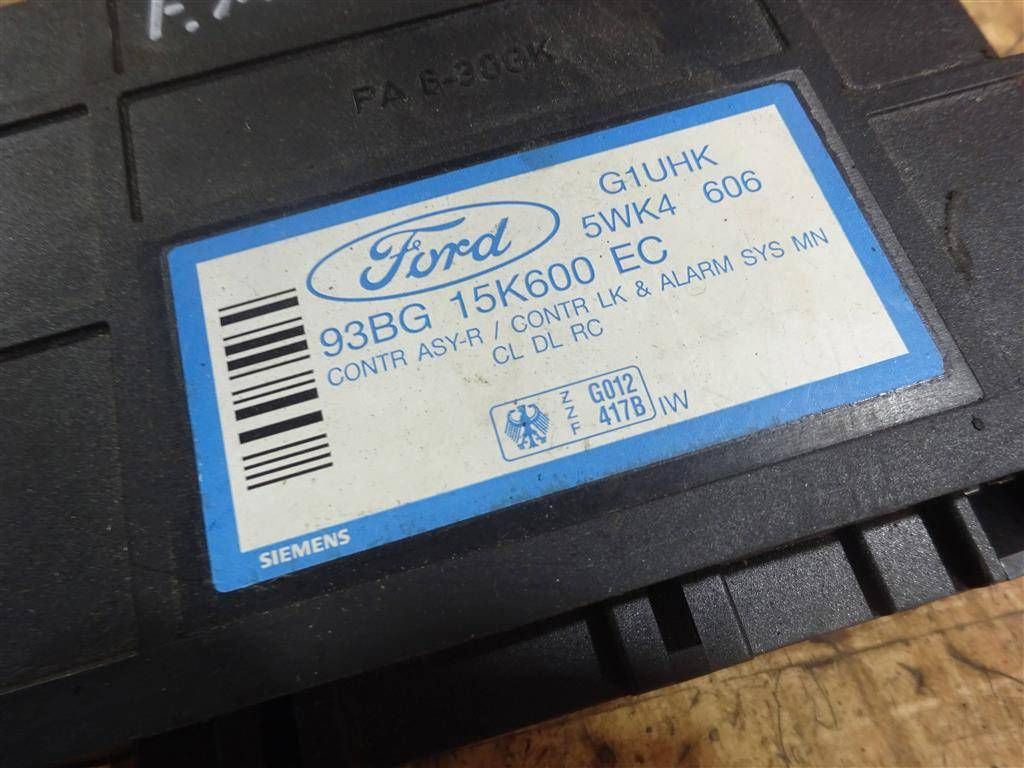 PA 6-30GK
Ford
G1UHK
5WK4 606
93BG 15K600 EC
CONTR ASY-R / CONTR LK & ALARM SYS MN
CL DL RC
ZZF
G012
417B
IW
SIEMENS